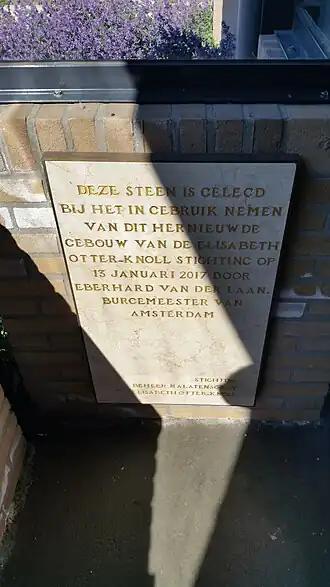 DEZE STEEN IS GELEGD
BIJ HET IN GEBRUIK NEMEN
VAN DIT HERNIEUWDE
GEBOUW VAN DE ELISABETH
OTTER-KNOLL STICHTING OP
13 JANUARI 2017 DOOR
EBERHARD VAN DER LAAN,
BURGEMEESTER VAN
AMSTERDAM
STICHTING
BEHEER NALATENSCHAP
ELISABETH OTTER-KNOLL